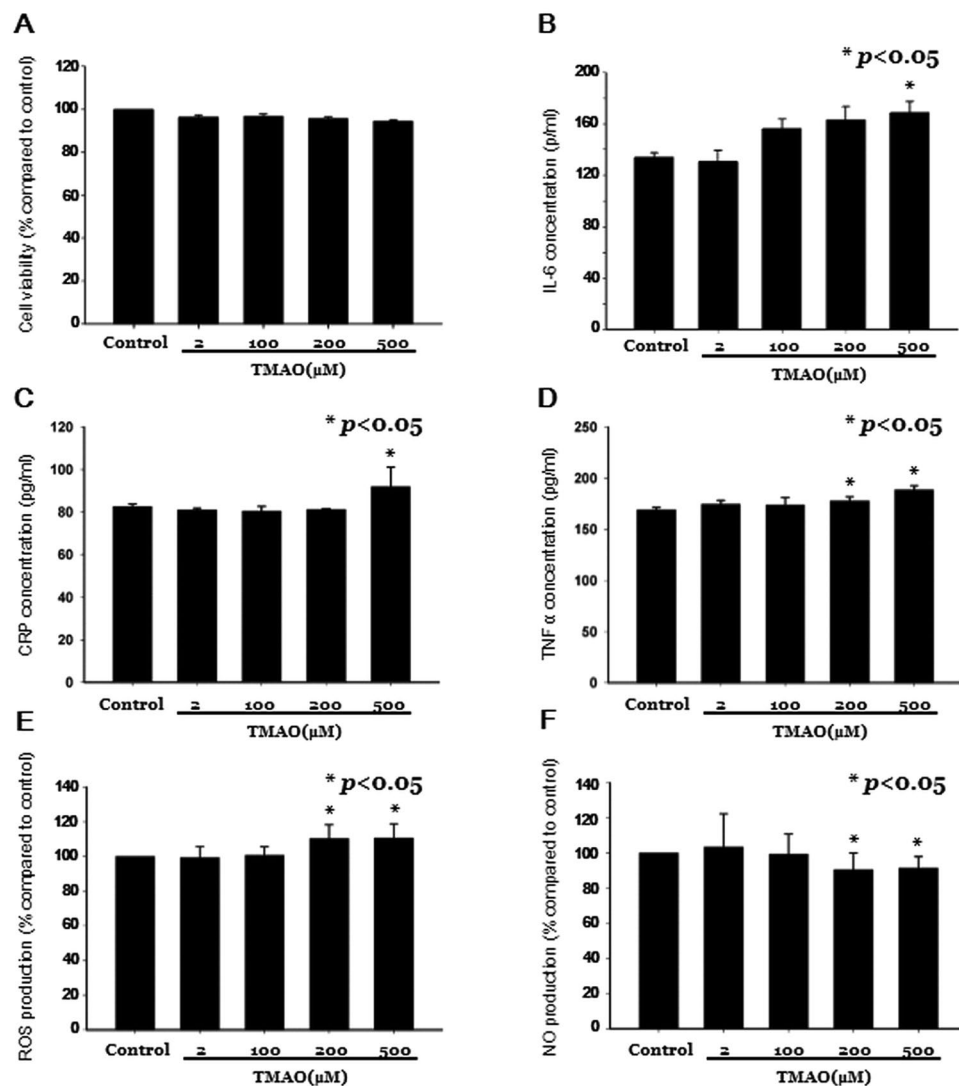 A
Cell viability (% compared to control)
120
100
80
60
40
20
0
Control 2 100 200 500
TMAO(µM)
B
* p<0.05
IL-6 concentration (p/ml)
200
160
120
80
40
0
*
Control 2 100 200 500
TMAO(µM)
C
* p<0.05
CRP concentration (pg/ml)
120
100
80
60
40
20
0
*
Control 2 100 200 500
TMAO(µM)
D
* p<0.05
TNF α concentration (pg/ml)
250
200
150
100
50
0
* *
Control 2 100 200 500
TMAO(µM)
E
* p<0.05
ROS production (% compared to control)
140
120
100
80
60
40
20
0
* *
Control 2 100 200 500
TMAO(µM)
F
* p<0.05
NO production (% compared to control)
140
120
100
80
60
40
20
0
* *
Control 2 100 200 500
TMAO(µM)